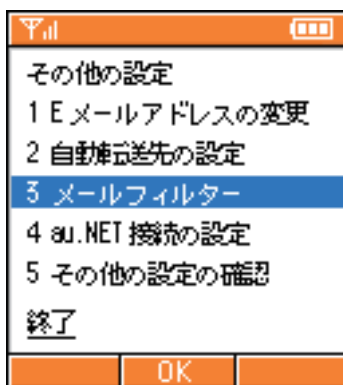 その他の設定
1 Eメールアドレスの変更
2 自動転送先の設定
3 メールフィルター
4 au.NET 接続の設定
5 その他の設定の確認
終了
OK